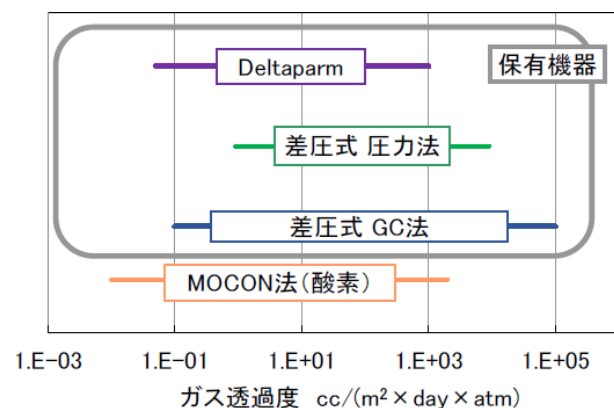 Deltaparm
保有機器
差圧式 圧力法
差圧式 GC法
MOCON法(酸素)
1.E-03 1.E-01 1.E+01 1.E+03 1.E+05
ガス透過度 cc/(m²×day×atm)